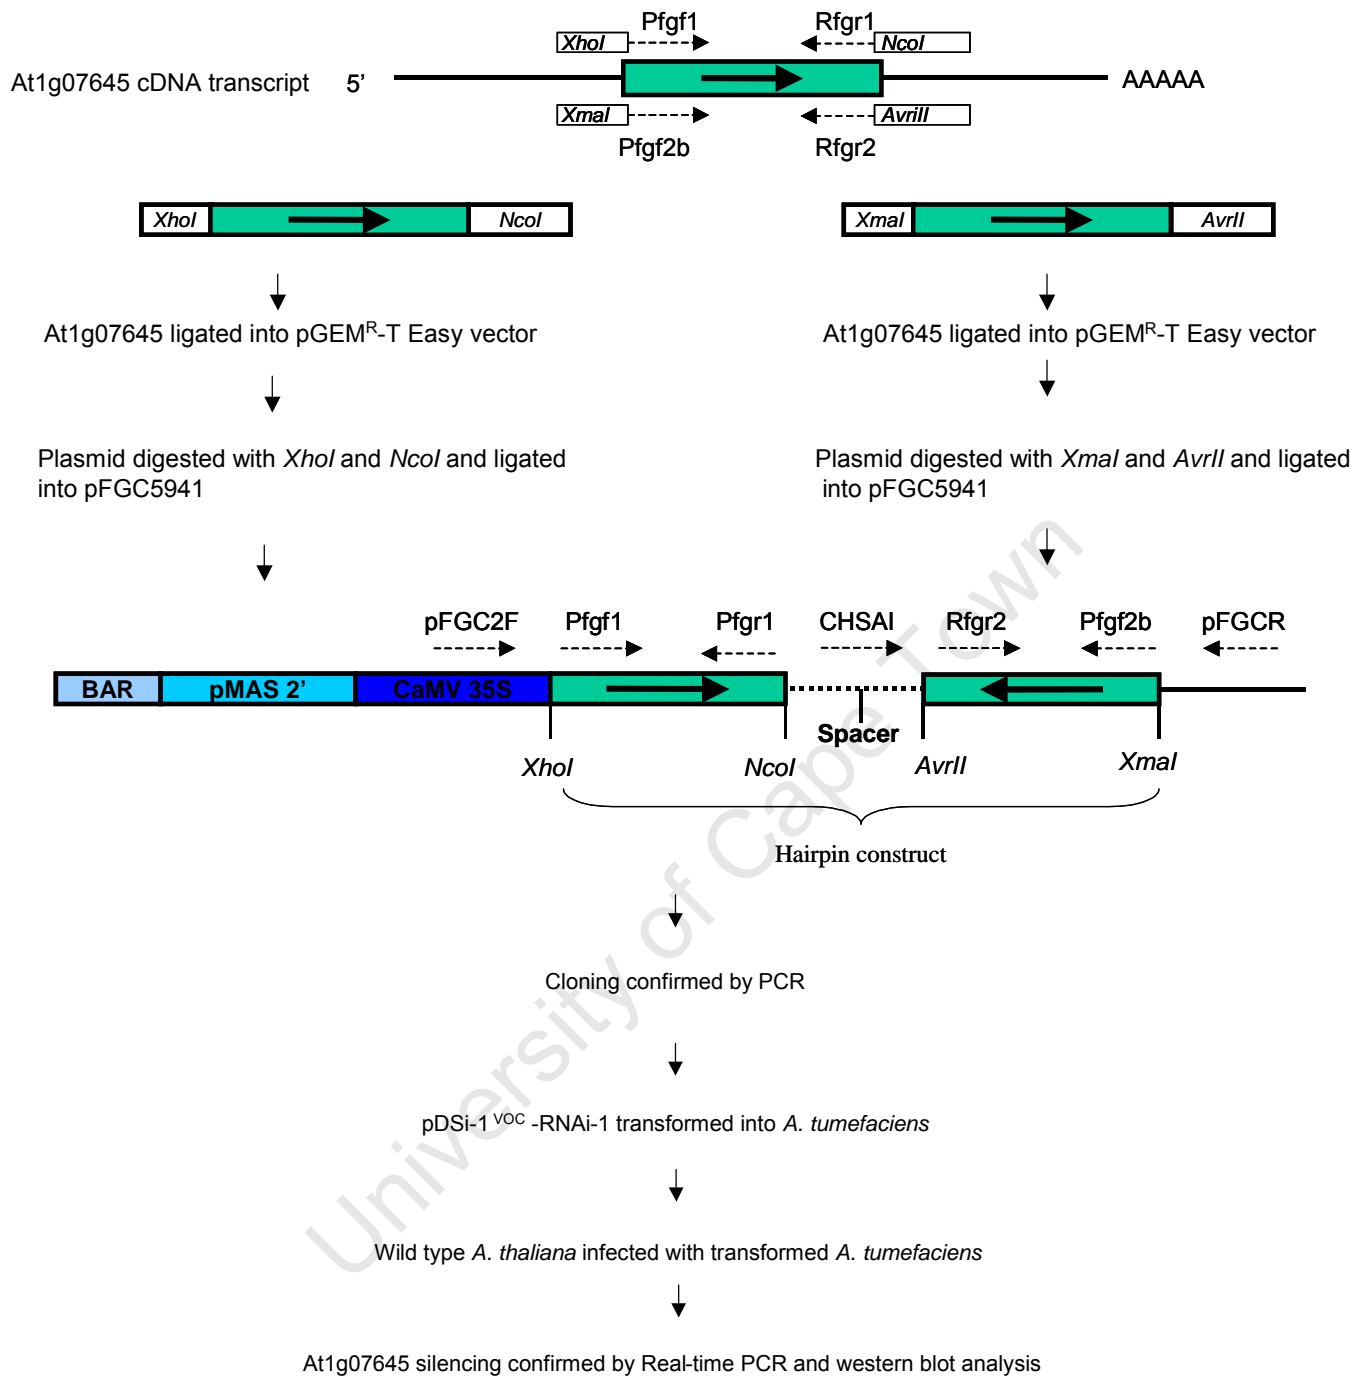 Pfgf1 Rfgr1
XhoI NcoI
At1g07645 cDNA transcript 5’ AAAAA
XmaI AvriII
Pfgf2b Rfgr2
XhoI NcoI XmaI AvrII
At1g07645 ligated into pGEMR-T Easy vector
At1g07645 ligated into pGEMR-T Easy vector
Plasmid digested with XhoI and NcoI and ligated
into pFGC5941
Plasmid digested with XmaI and AvrII and ligated
into pFGC5941
pFGC2F Pfgf1 Pfgr1 CHSAI Rfgr2 Pfgf2b pFGCR
BAR pMAS 2’ CaMV 35S
Spacer
XhoI NcoI AvrII XmaI
Hairpin construct
Cloning confirmed by PCR
pDSi-1 VOC -RNAi-1 transformed into A. tumefaciens
Wild type A. thaliana infected with transformed A. tumefaciens
At1g07645 silencing confirmed by Real-time PCR and western blot analysis
University of Cape Town